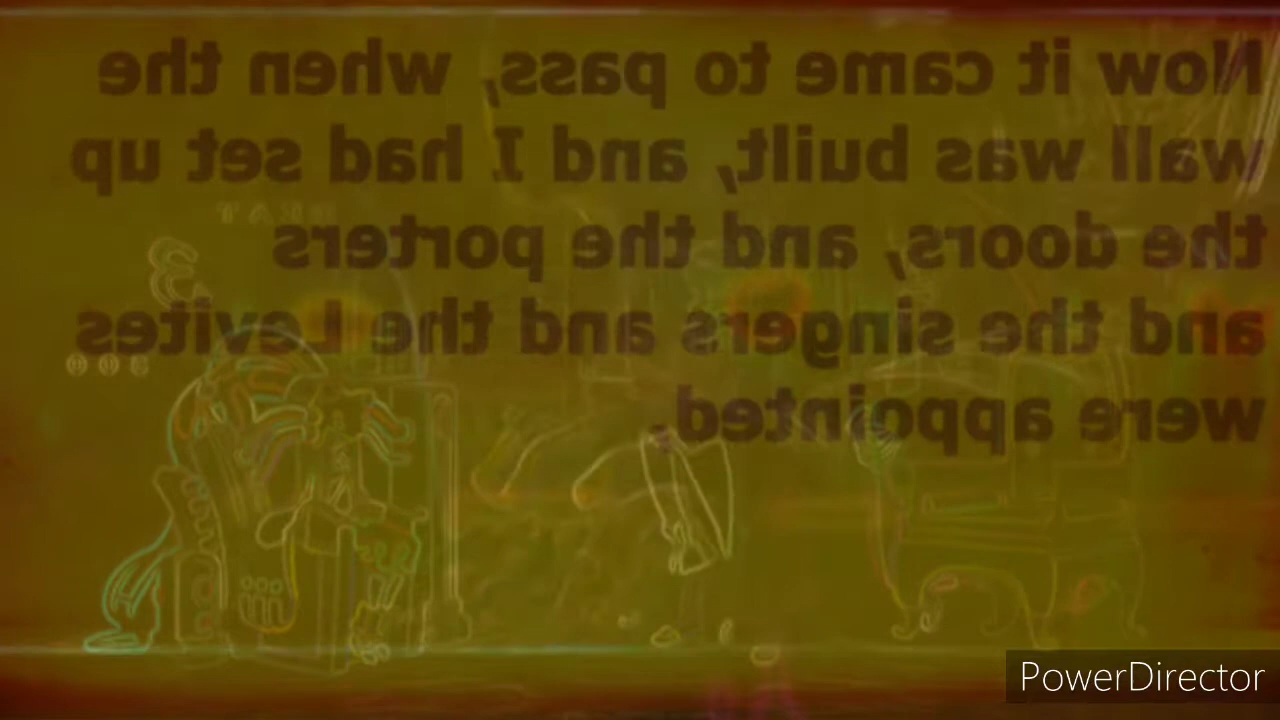 Now it came to pass, when the
wall was built, and I had set up
the doors, and the porters
and the singers and the Levites
were appointed.
PowerDirector